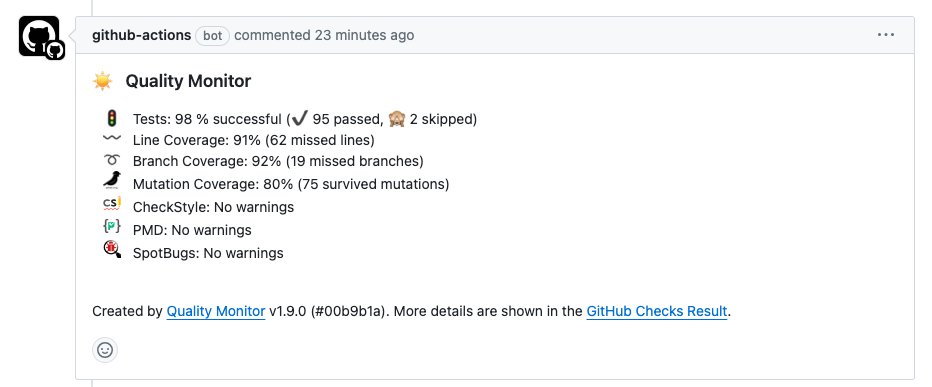 github-actions bot commented 23 minutes ago
Quality Monitor
Tests: 98 % successful (✔️ 95 passed, 🙈 2 skipped)
Line Coverage: 91% (62 missed lines)
Branch Coverage: 92% (19 missed branches)
Mutation Coverage: 80% (75 survived mutations)
CS! CheckStyle: No warnings
{P} PMD: No warnings
SpotBugs: No warnings
Created by Quality Monitor v1.9.0 (#00b9b1a). More details are shown in the GitHub Checks Result.